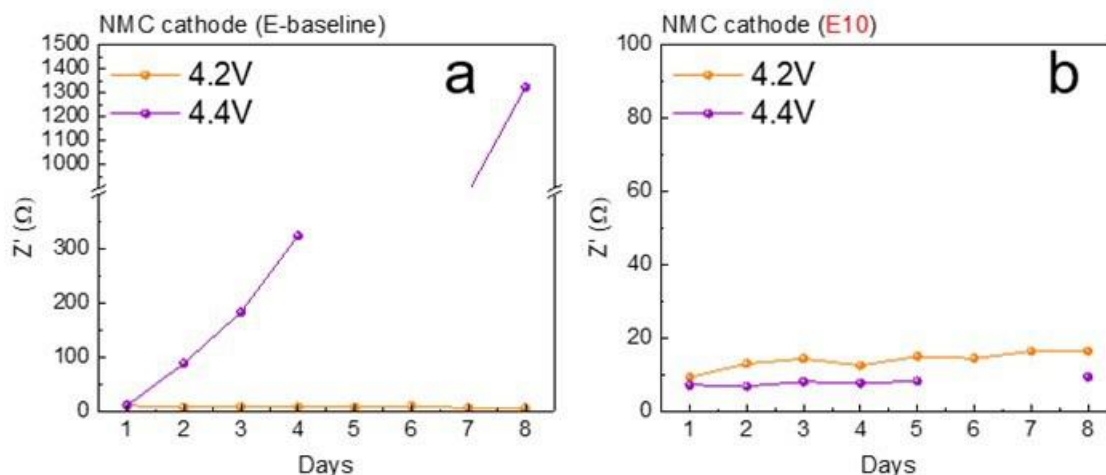 NMC cathode (E-baseline)
1500
1400
1300
1200
1100
1000
300
200
100
0
4.2V
4.4V
a
Z' (Ω)
1 2 3 4 5 6 7 8
Days
NMC cathode (E10)
100
80
60
40
20
0
4.2V
4.4V
b
Z' (Ω)
1 2 3 4 5 6 7 8
Days